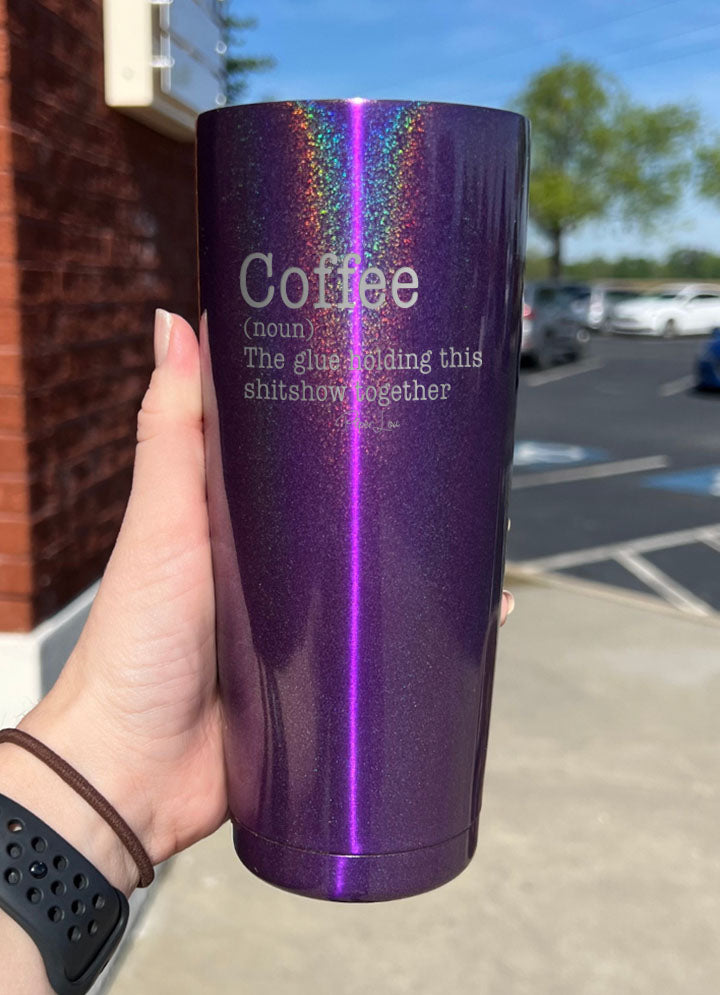 Coffee
(noun)
The glue holding this
shitshow together